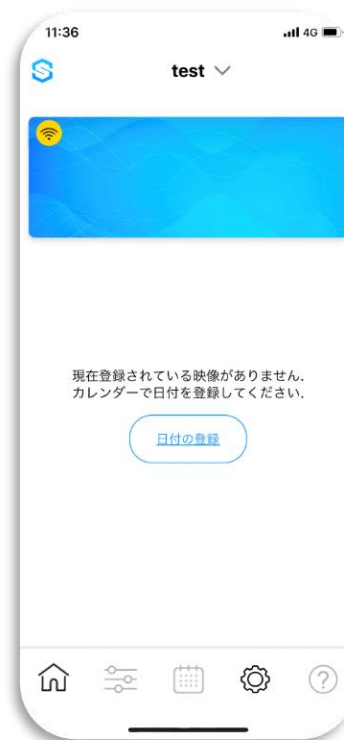 11:36
4G
test
現在登録されている映像がありません.
カレンダーで日付を登録してください.
日付の登録
?